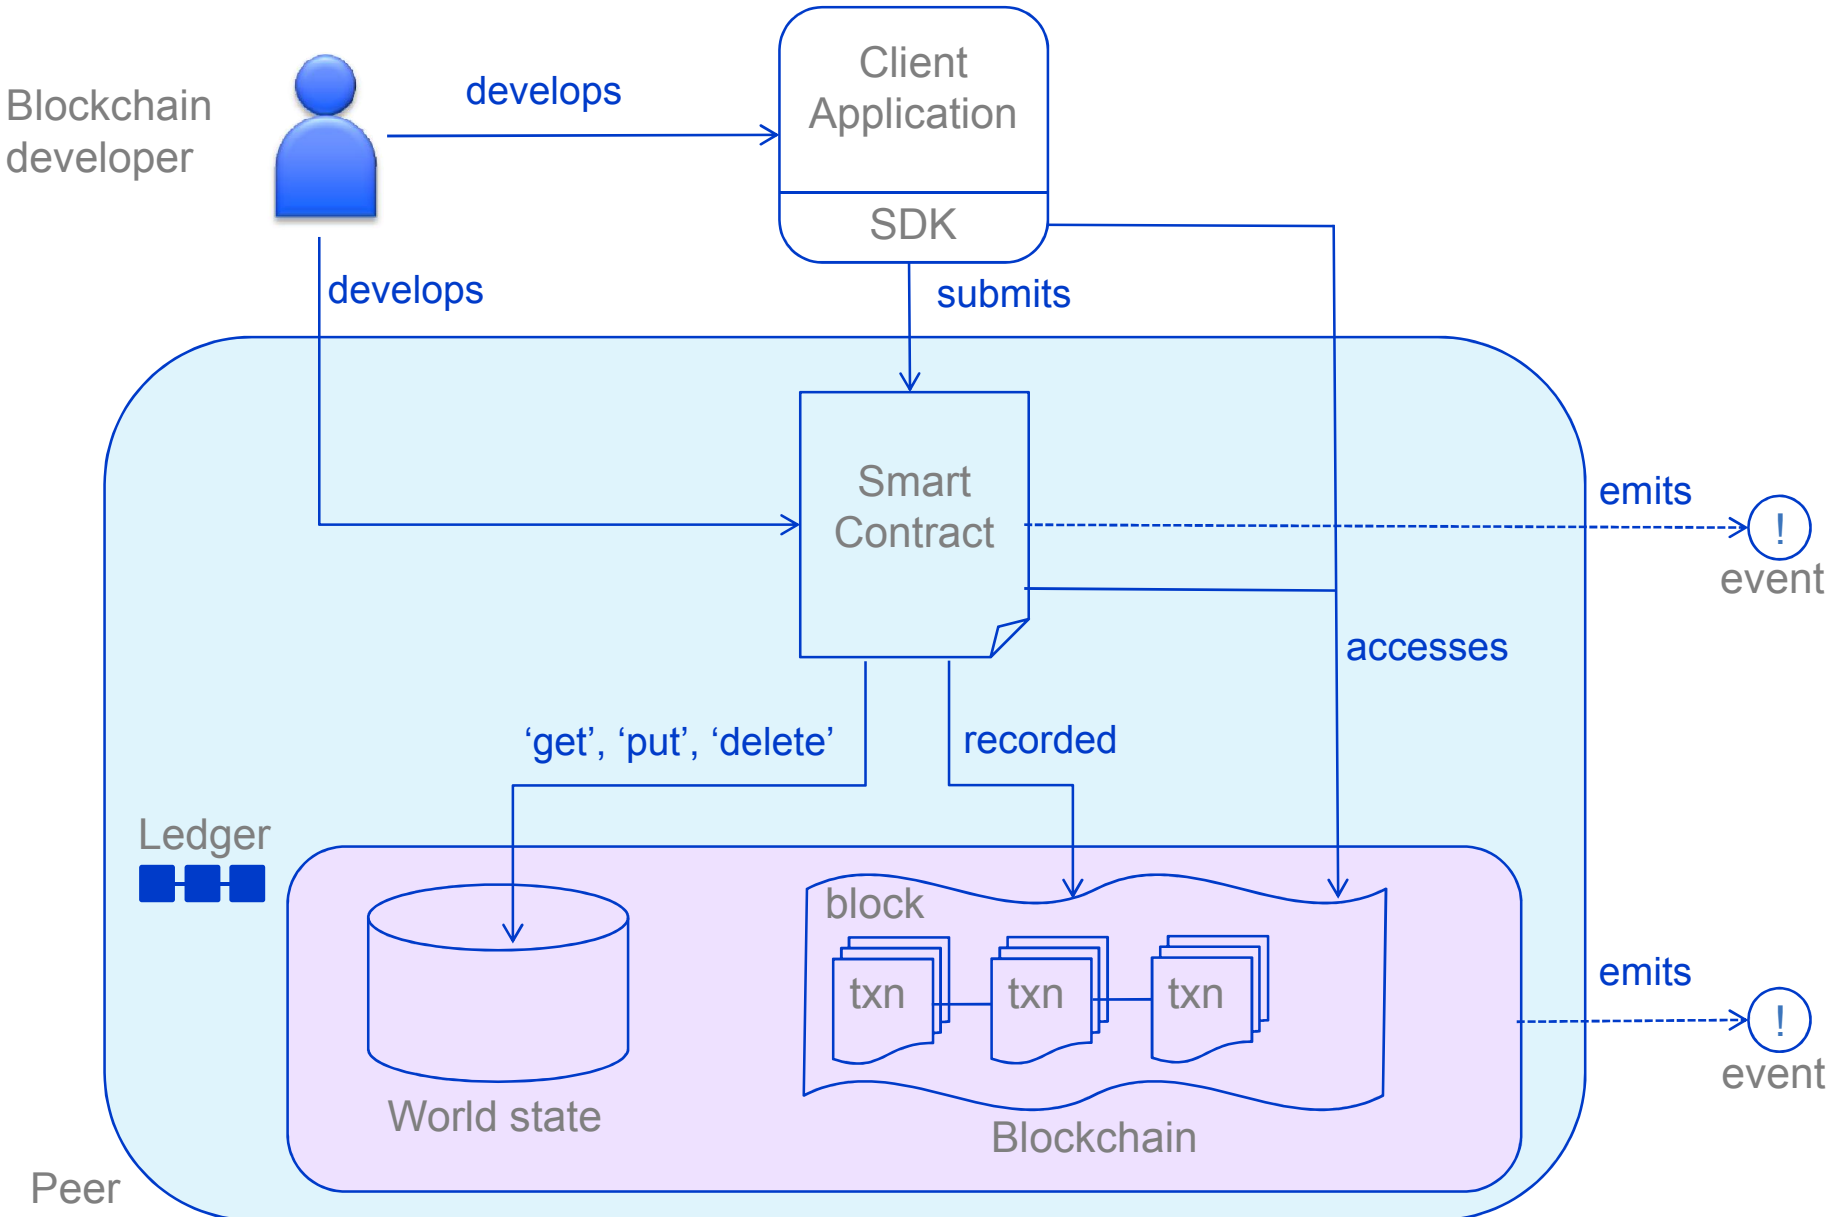 Client
Application
develops
Blockchain
developer
SDK
develops
submits
Smart
Contract
emits
!
event
accesses
‘get’, ‘put’, ‘delete’
recorded
Ledger
block
txn
txn
txn
emits
!
event
World state
Blockchain
Peer